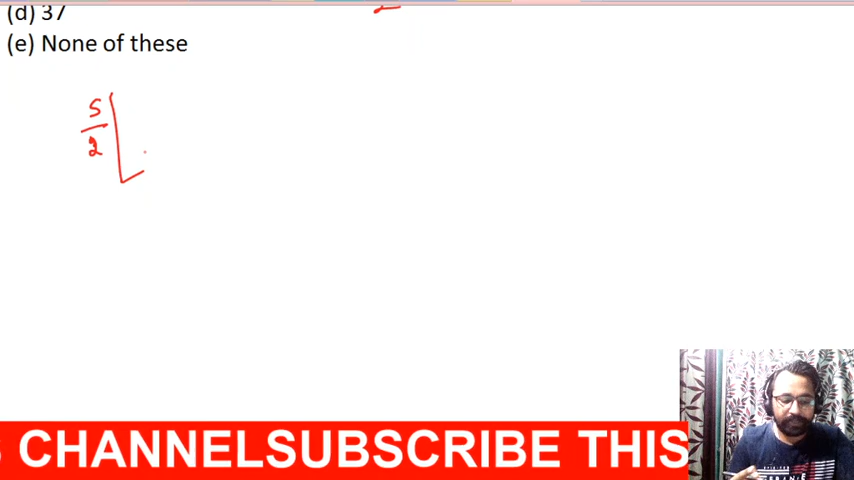 (d) 37
(e) None of these
5
2
CHANNELSUBSCRIBE THIS